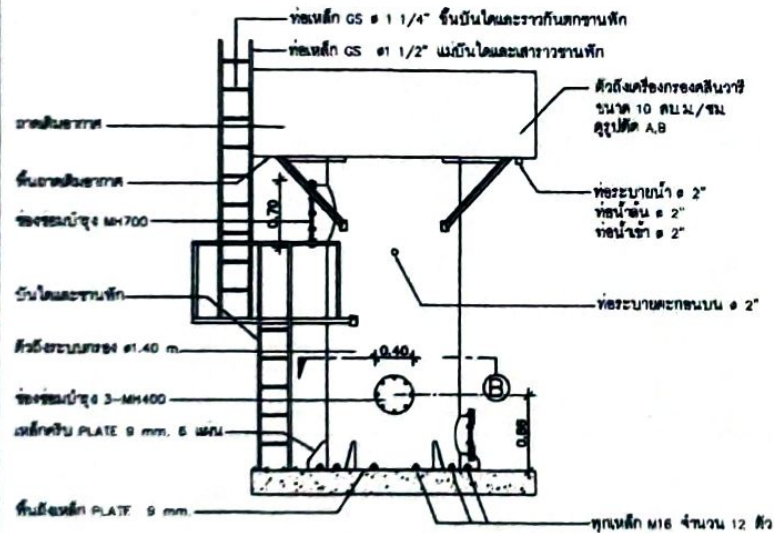 ท่อเหล็ก GS ø 1 1/4" ขั้นบันไดและราวกันตกชานพัก
ท่อเหล็ก GS ø1 1/2" แม่บันไดและเสาราวชานพัก
ตัวถังเครื่องกรองคลีนวารี
ขนาด 10 ลบ.ม./ชม.
ดูรูปตัด A,B
ถาดเติมอากาศ
พื้นถาดเติมอากาศ
0.70
ท่อระบายน้ำ ø 2"
ท่อน้ำล้น ø 2"
ท่อน้ำเข้า ø 2"
ช่องซ่อมบำรุง MH700
บันไดและชานพัก
ท่อระบายตะกอนบน ø 2"
ตัวถังระบบกรอง ø1.40 m.
0.40
B
ช่องซ่อมบำรุง 3-MH400
เหล็กครีบ PLATE 9 mm. 6 แผ่น
พื้นถังเหล็ก PLATE 9 mm.
พุกเหล็ก M16 จำนวน 12 ตัว